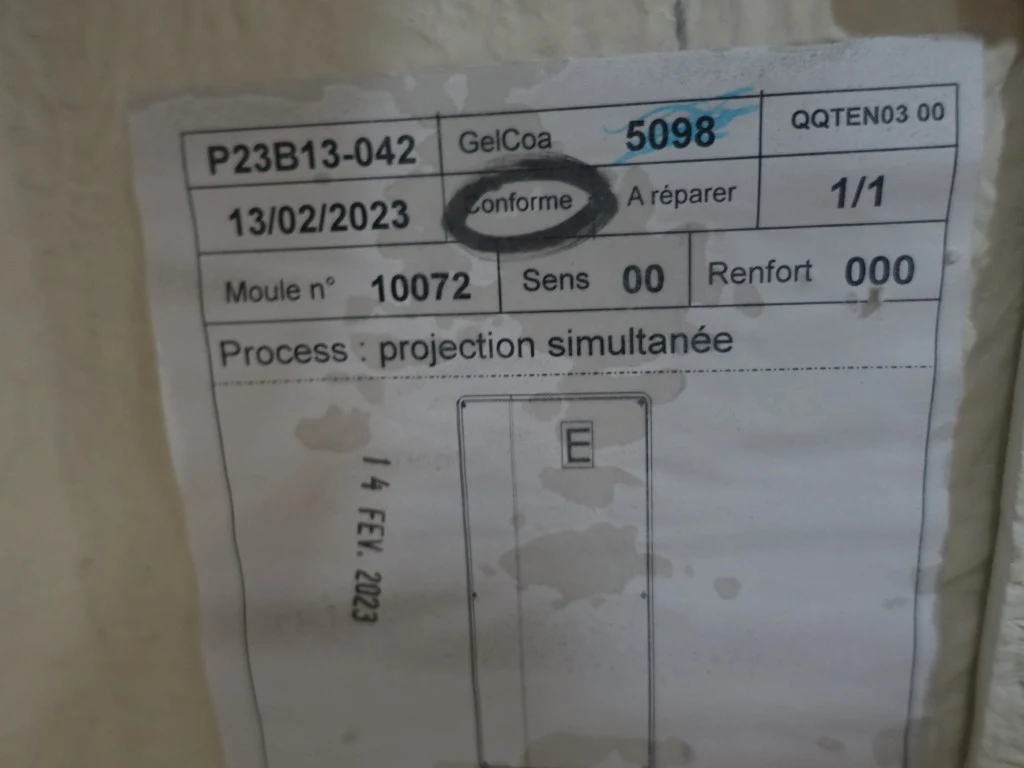 P23B13-042 GelCoa 5098 QQTEN03 00
13/02/2023 Conforme A réparer 1/1
Moule n° 10072 Sens 00 Renfort 000
Process : projection simultanée
E
14 FEV. 2023